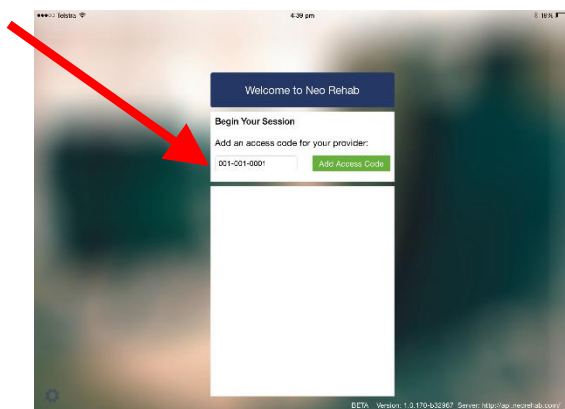 Telstra
4:39 pm
Welcome to Neo Rehab
Begin Your Session
Add an access code for your provider:
001-001-0001
Add Access Code
BETA Version: 1.0.170-b32967 Server: http://api.neorehab.com/